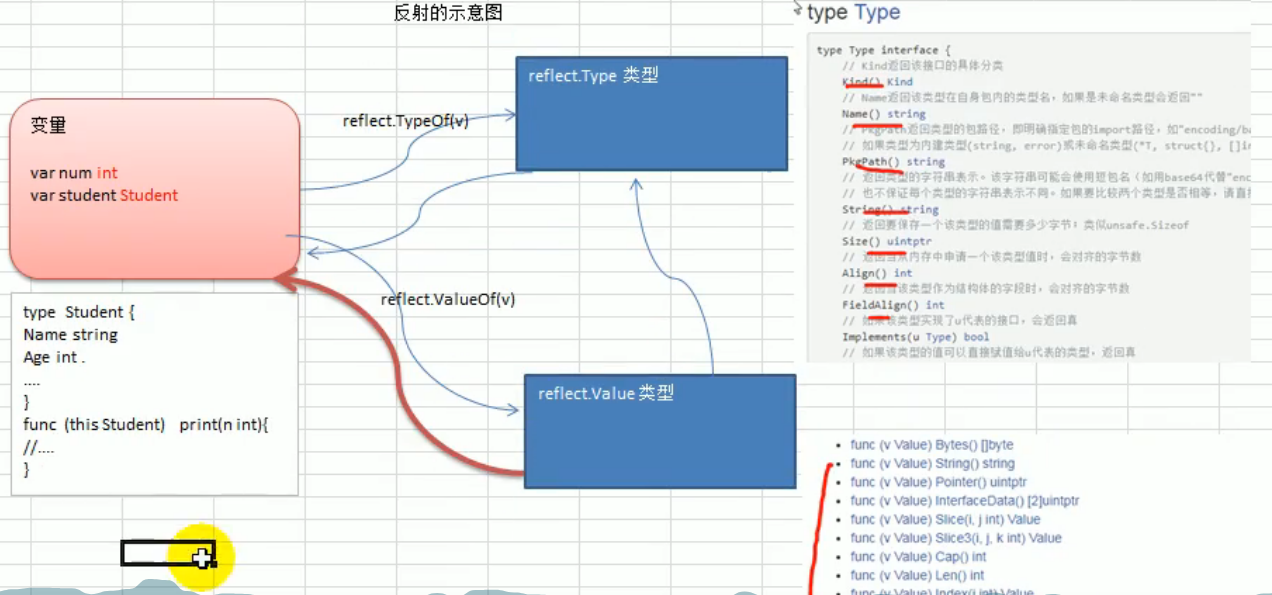 反射的示意图
变量
var num int
var student Student
type Student {
Name string
Age int .
....
}
func (this Student) print(n int){
//....
}
reflect.TypeOf(v)
reflect.ValueOf(v)
reflect.Type 类型
reflect.Value 类型
type Type
type Type interface {
// Kind返回该接口的具体分类
Kind() Kind
// Name返回该类型在自身包内的类型名，如果是未命名类型会返回""
Name() string
// PkgPath返回类型的包路径，即明确指定包的import路径，如"encoding/ba
// 如果类型为内建类型(string, error)或未命名类型(*T, struct{}, []in
PkgPath() string
// 返回类型的字符串表示。该字符串可能会使用短包名（如用base64代替"enc
// 也不保证每个类型的字符串表示不同。如果要比较两个类型是否相等，请直接
String() string
// 返回要保存一个该类型的值需要多少字节；类似unsafe.Sizeof
Size() uintptr
// 返回当从内存中申请一个该类型值时，会对齐的字节数
Align() int
// 返回当该类型作为结构体的字段时，会对齐的字节数
FieldAlign() int
// 如果该类型实现了u代表的接口，会返回真
Implements(u Type) bool
// 如果该类型的值可以直接赋值给u代表的类型，返回真
func (v Value) Bytes() []byte
func (v Value) String() string
func (v Value) Pointer() uintptr
func (v Value) InterfaceData() [2]uintptr
func (v Value) Slice(i, j int) Value
func (v Value) Slice3(i, j, k int) Value
func (v Value) Cap() int
func (v Value) Len() int
func (v Value) Index(i int) Value